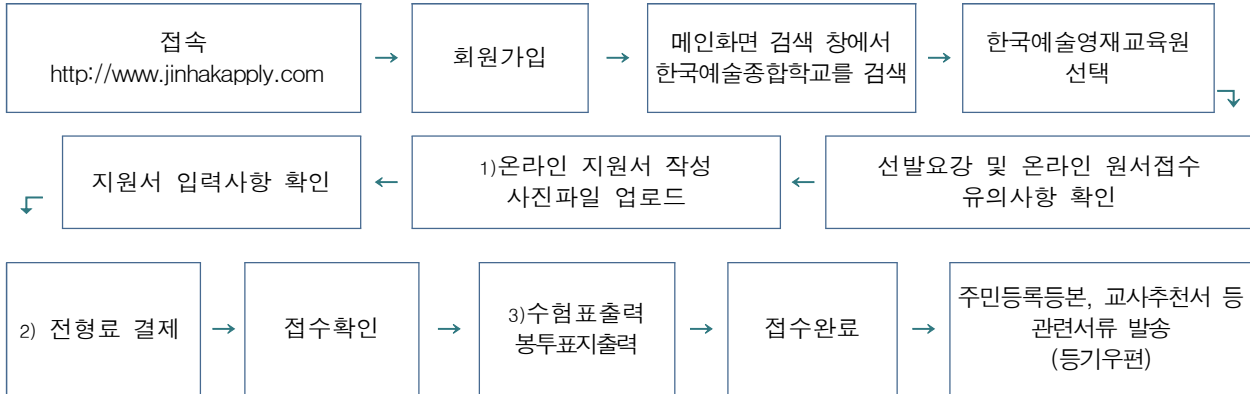 접속
http://www.jinhakapply.com
→
회원가입
→
메인화면 검색 창에서
한국예술종합학교를 검색
→
한국예술영재교육원
선택
선발요강 및 온라인 원서접수
유의사항 확인
←
1)온라인 지원서 작성
사진파일 업로드
←
지원서 입력사항 확인
2) 전형료 결제
→
접수확인
→
3)수험표출력
봉투표지출력
→
접수완료
→
주민등록등본, 교사추천서 등
관련서류 발송
(등기우편)